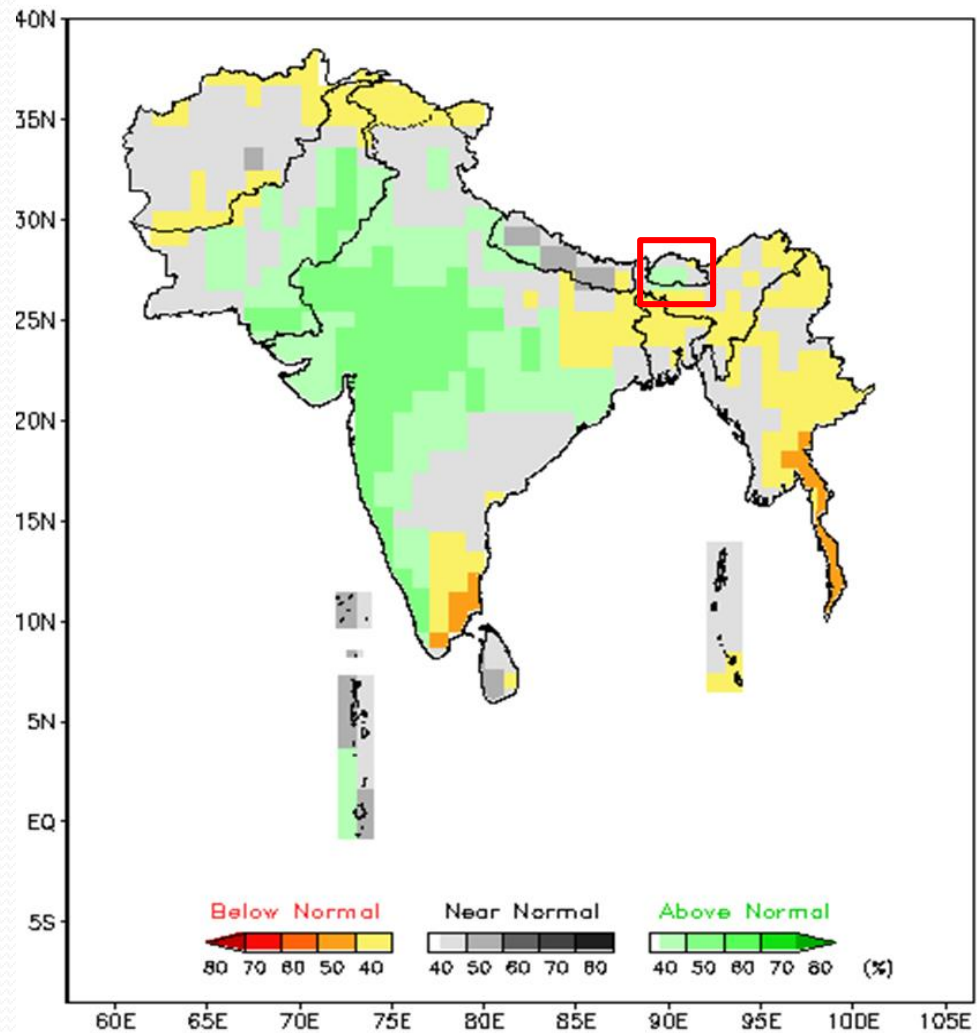 40N
35N
30N
25N
20N
15N
10N
5N
EQ
5S
Below Normal Near Normal Above Normal
80 70 60 50 40 40 50 60 70 80 40 50 60 70 80 (%)
60E 65E 70E 75E 80E 85E 90E 95E 100E 105E